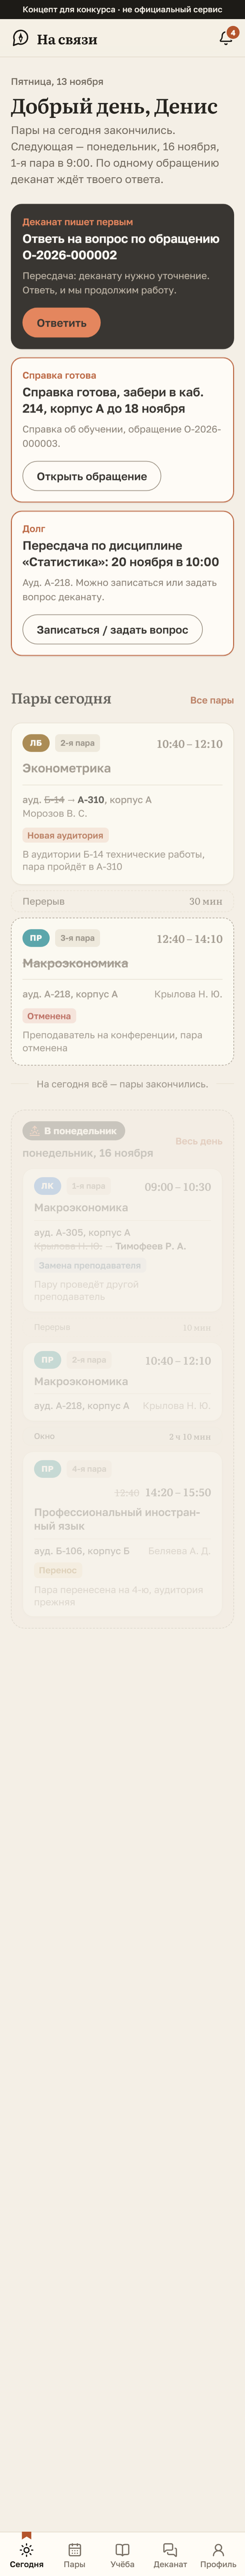 Концепт для конкурса · не официальный сервис
На связи
4
Пятница, 13 ноября
Добрый день, Денис
Пары на сегодня закончились.
Следующая — понедельник, 16 ноября,
1-я пара в 9:00. По одному обращению
деканат ждёт твоего ответа.
Деканат пишет первым
Ответь на вопрос по обращению
О-2026-000002
Пересдача: деканату нужно уточнение.
Ответь, и мы продолжим работу.
Ответить
Справка готова
Справка готова, забери в каб.
214, корпус А до 18 ноября
Справка об обучении, обращение О-2026-
000003.
Открыть обращение
Долг
Пересдача по дисциплине
«Статистика»: 20 ноября в 10:00
Ауд. А-218. Можно записаться или задать
вопрос деканату.
Записаться / задать вопрос
Пары сегодня
Все пары
ЛБ 2-я пара 10:40 – 12:10
Эконометрика
ауд. Б-14 → А-310, корпус А
Морозов В. С.
Новая аудитория
В аудитории Б-14 технические работы,
пара пройдёт в А-310
Перерыв 30 мин
ПР 3-я пара 12:40 – 14:10
Макроэкономика
ауд. А-218, корпус А Крылова Н. Ю.
Отменена
Преподаватель на конференции, пара
отменена
На сегодня всё — пары закончились.
В понедельник
понедельник, 16 ноября
Весь день
ЛК 1-я пара 09:00 – 10:30
Макроэкономика
ауд. А-305, корпус А
Крылова Н. Ю. → Тимофеев Р. А.
Замена преподавателя
Пару проведёт другой
преподаватель
Перерыв 10 мин
ПР 2-я пара 10:40 – 12:10
Макроэкономика
ауд. А-218, корпус А Крылова Н. Ю.
Окно 2 ч 10 мин
ПР 4-я пара
12:40 14:20 – 15:50
Профессиональный иностран-
ный язык
ауд. Б-106, корпус Б Беляева А. Д.
Перенос
Пара перенесена на 4-ю, аудитория
прежняя
Сегодня Пары Учёба Деканат Профиль